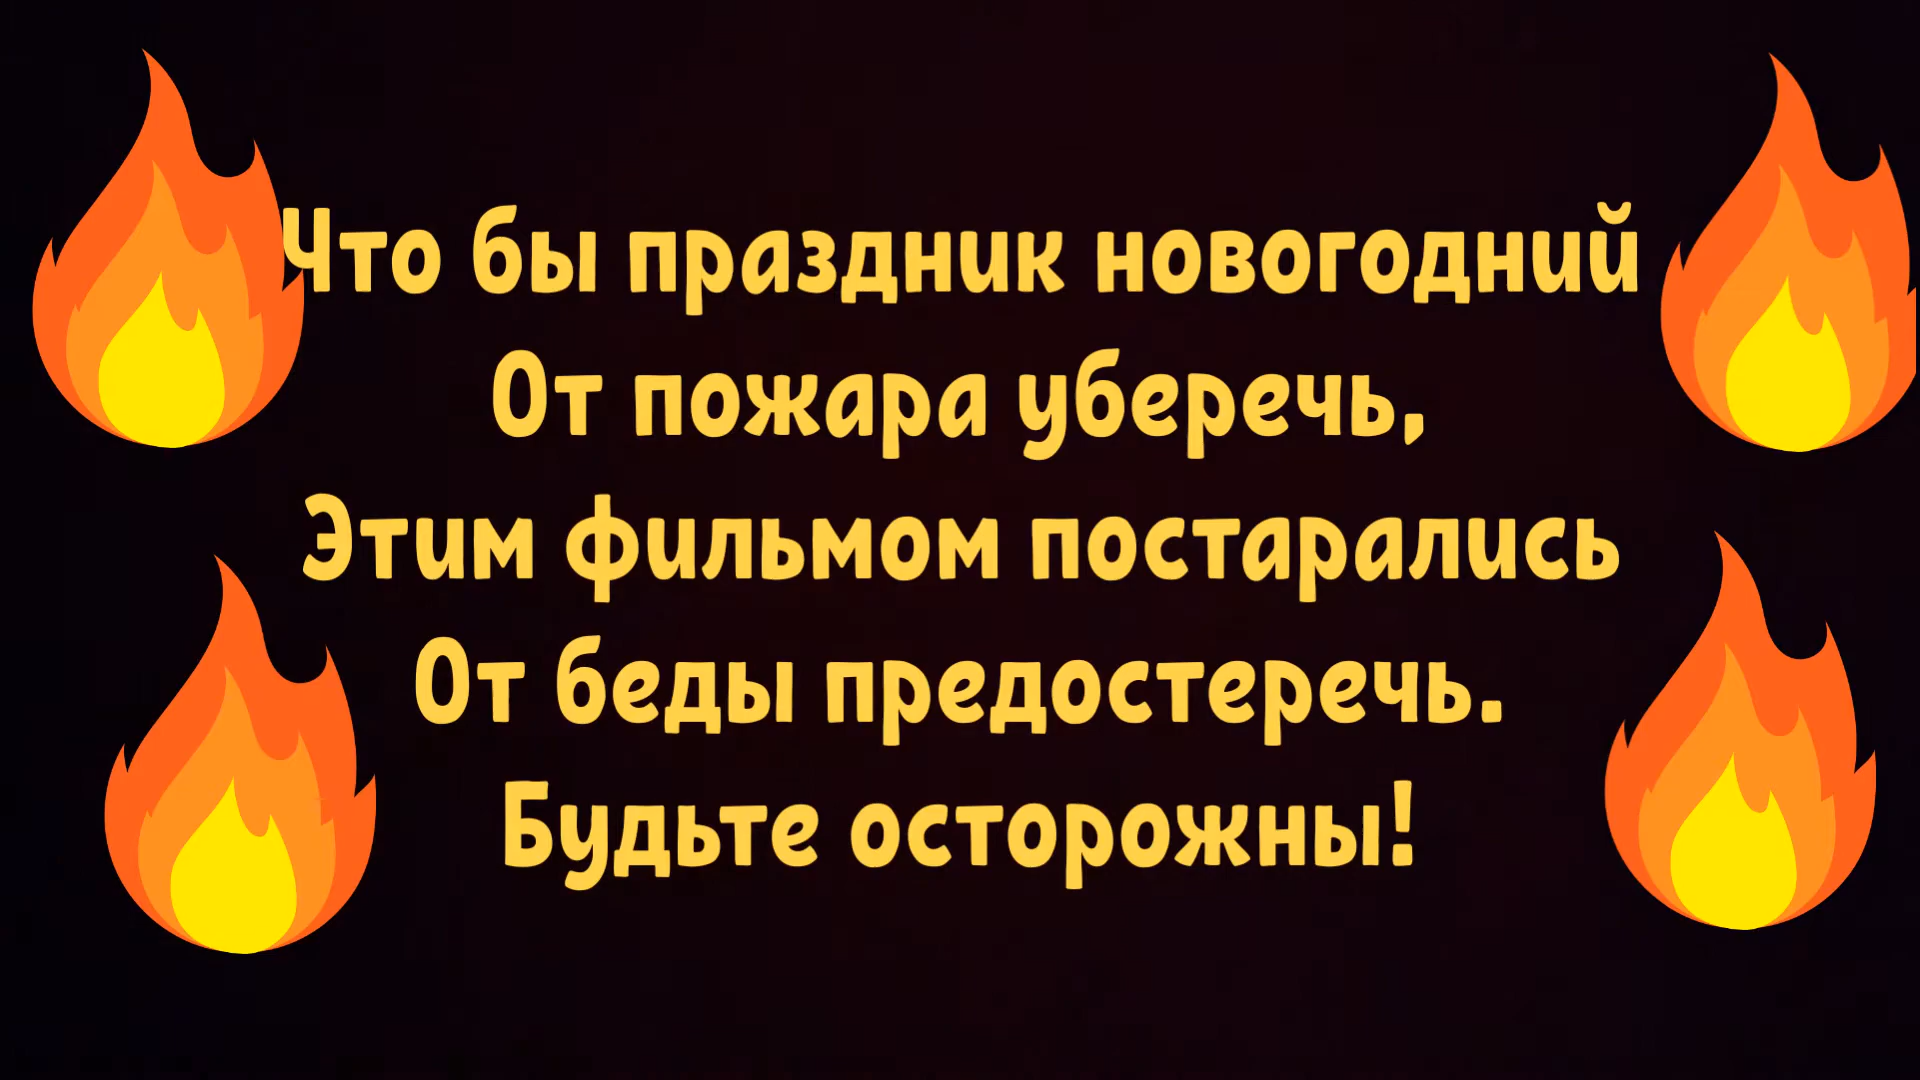 Что бы праздник новогодний
От пожара уберечь,
Этим фильмом постарались
От беды предостеречь.
Будьте осторожны!